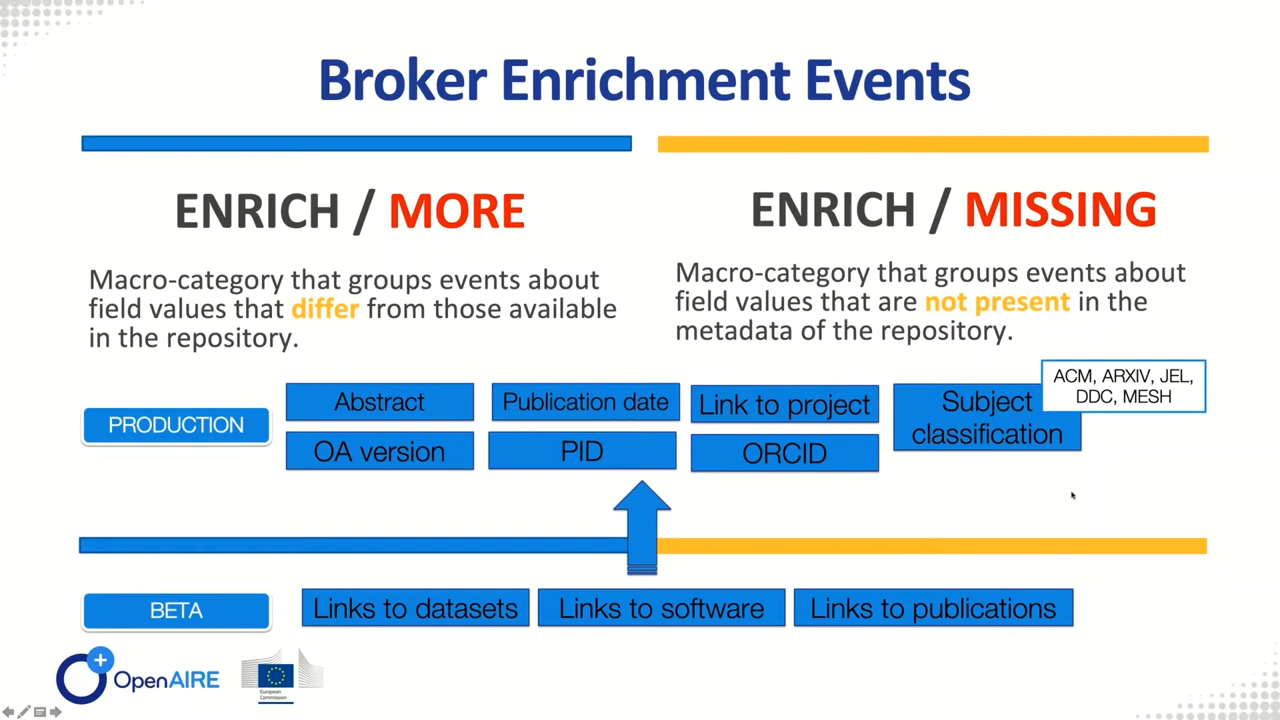 Broker Enrichment Events
ENRICH / MORE
Macro-category that groups events about
field values that differ from those available
in the repository.
ENRICH / MISSING
Macro-category that groups events about
field values that are not present in the
metadata of the repository.
PRODUCTION
Abstract
Publication date
Link to project
Subject
classification
ACM, ARXIV, JEL,
DDC, MESH
OA version
PID
ORCID
BETA
Links to datasets
Links to software
Links to publications
OpenAIRE
European
Commission